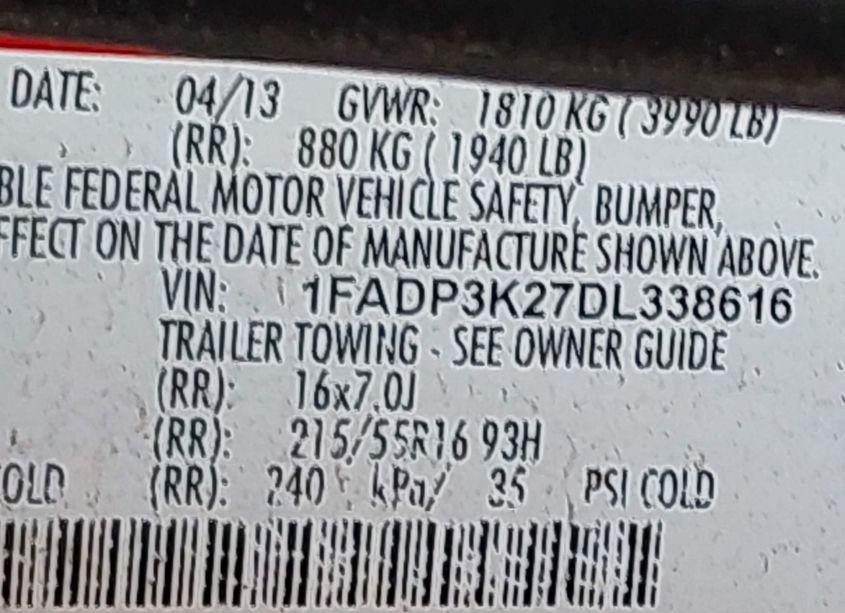 DATE: 04/13 GVWR: 1810 KG ( 3990 LB)
(RR): 880 KG ( 1940 LB)
BLE FEDERAL MOTOR VEHICLE SAFETY, BUMPER,
FFECT ON THE DATE OF MANUFACTURE SHOWN ABOVE.
VIN: 1FADP3K27DL338616
TRAILER TOWING - SEE OWNER GUIDE
(RR): 16x7.0J
(RR): 215/55R16 93H
OLD (RR): 240 kPa/ 35 PSI COLD